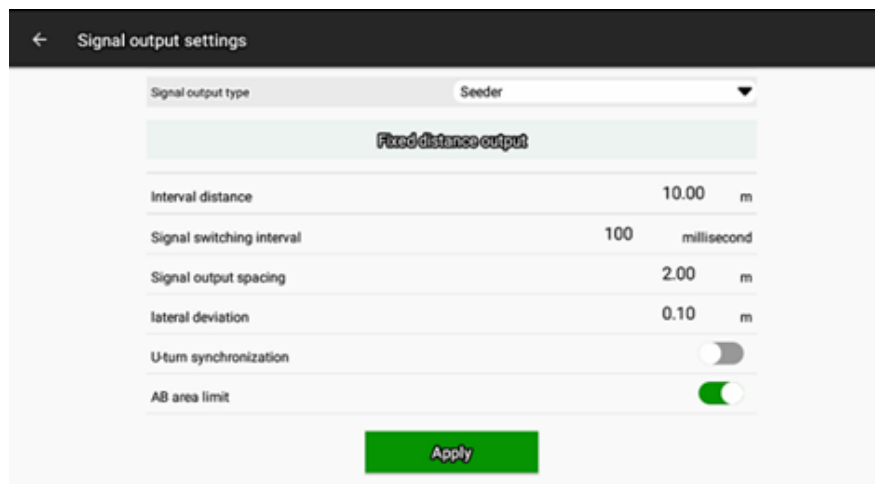 Signal output settings
Signal output type Seeder
Fixed distance output
Interval distance 10.00 m
Signal switching interval 100 millisecond
Signal output spacing 2.00 m
lateral deviation 0.10 m
U-turn synchronization
AB area limit
Apply